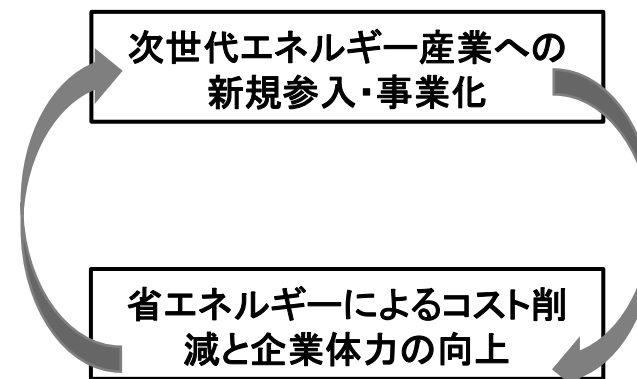 次世代エネルギー産業への
新規参入・事業化
省エネルギーによるコスト削
減と企業体力の向上